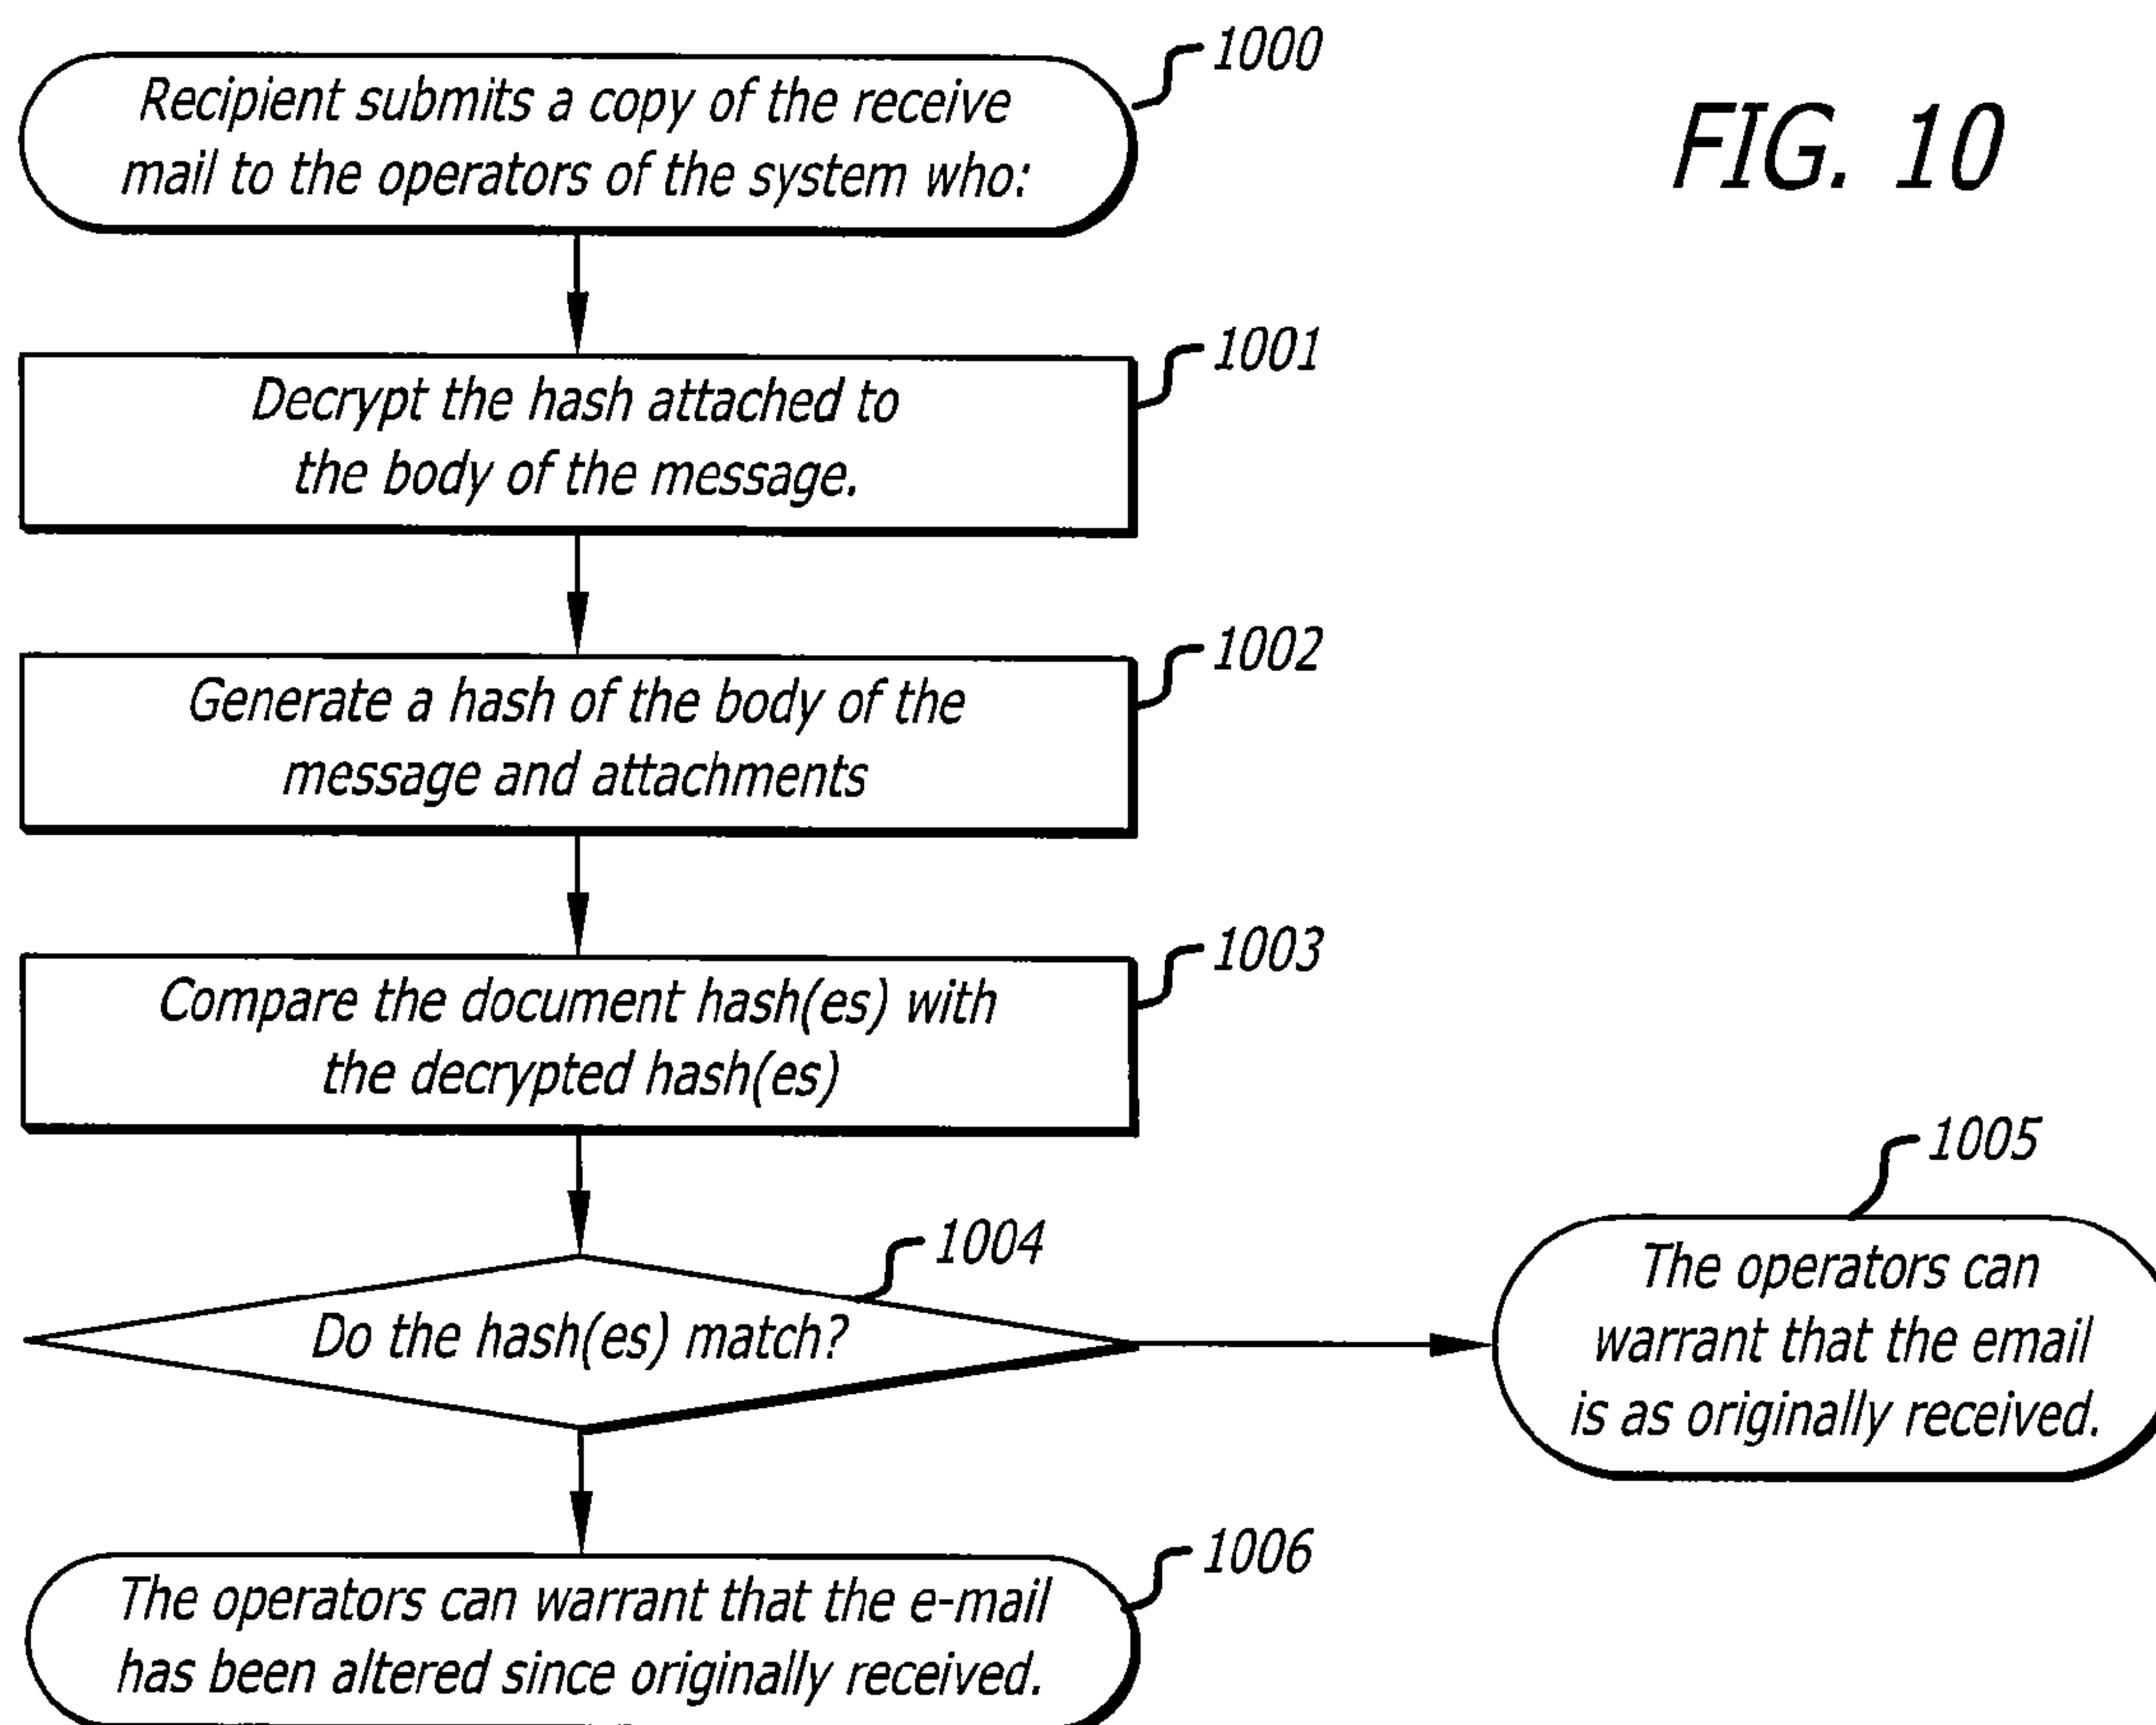 1000
Recipient submits a copy of the receive
mail to the operators of the system who:
FIG. 10
1001
Decrypt the hash attached to
the body of the message.
1002
Generate a hash of the body of the
message and attachments
1003
Compare the document hash(es) with
the decrypted hash(es)
1004
Do the hash(es) match?
1005
The operators can
warrant that the email
is as originally received.
1006
The operators can warrant that the e-mail
has been altered since originally received.